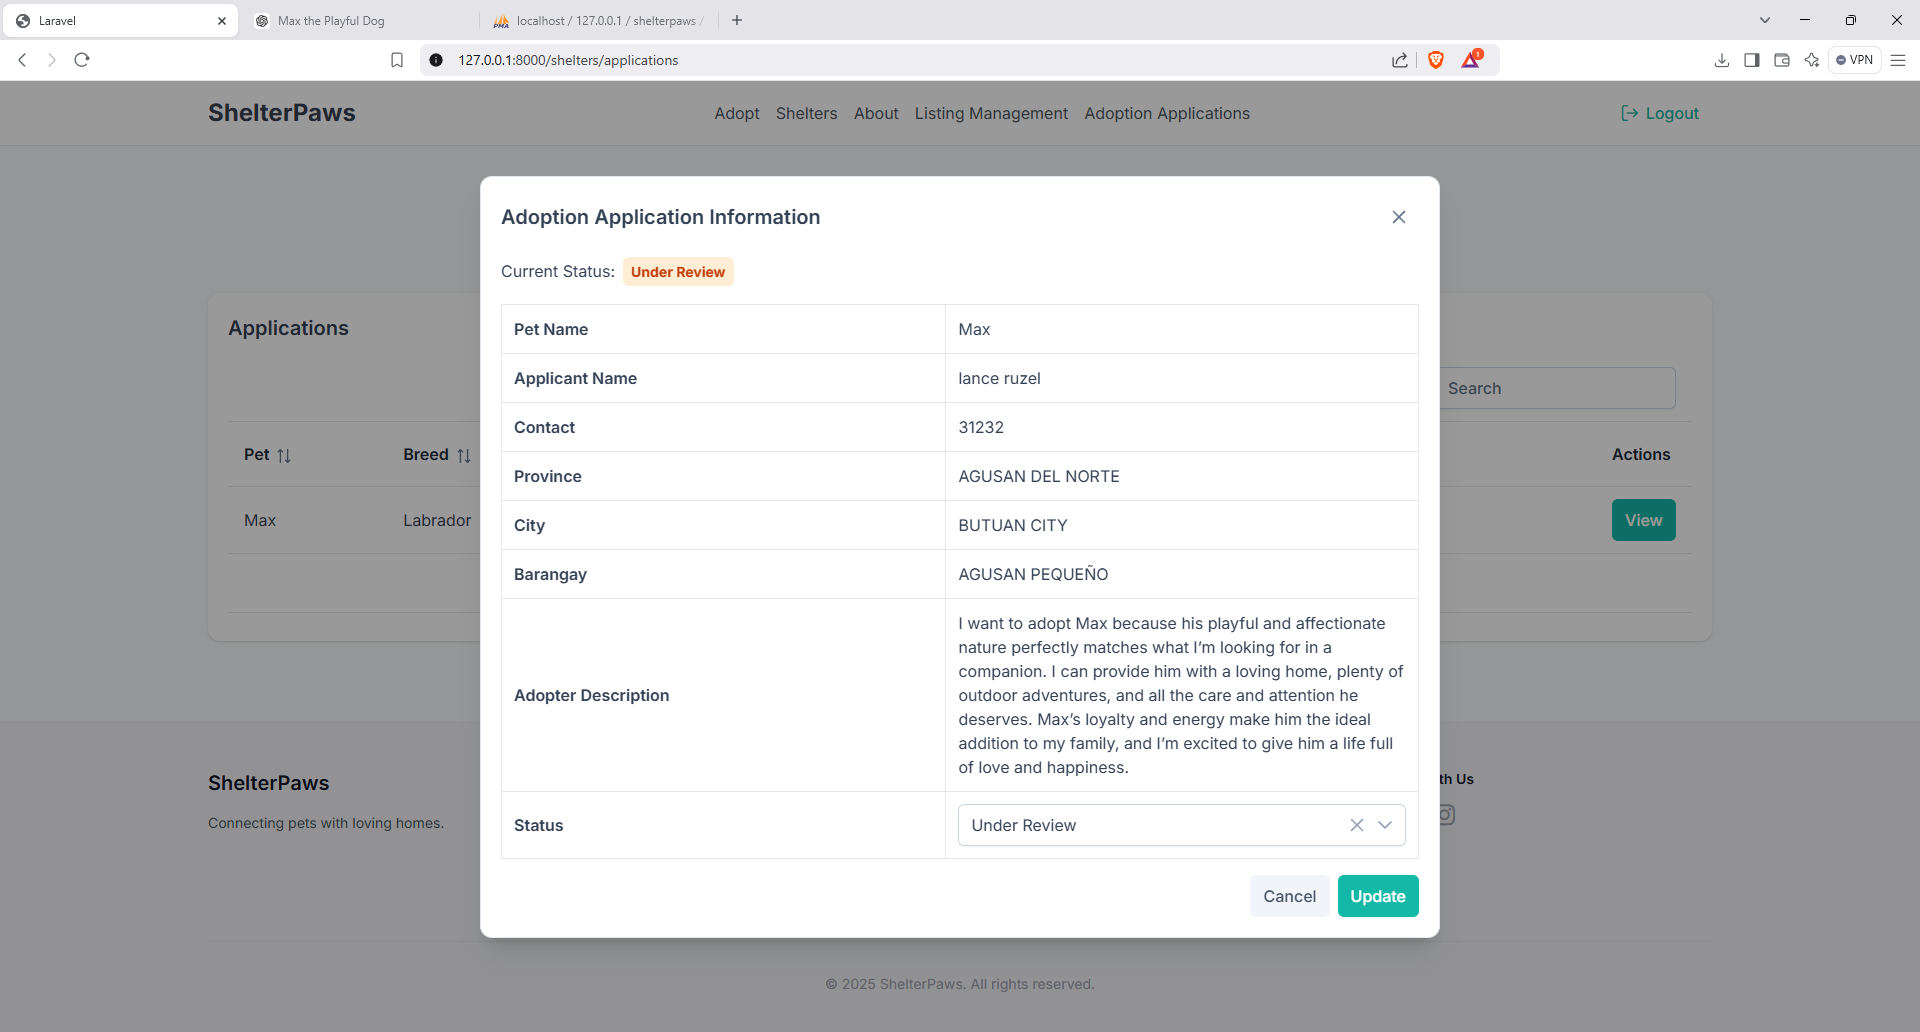 Laravel
Max the Playful Dog
localhost / 127.0.0.1 / shelterpaws /
127.0.0.1:8000/shelters/applications
1
VPN
ShelterPaws
Adopt Shelters About Listing Management Adoption Applications
Logout
Adoption Application Information
Current Status: Under Review
Applications
Search
Pet
Breed
Actions
Max
Labrador
View
Pet Name Max
Applicant Name lance ruzel
Contact 31232
Province AGUSAN DEL NORTE
City BUTUAN CITY
Barangay AGUSAN PEQUEÑO
Adopter Description
I want to adopt Max because his playful and affectionate
nature perfectly matches what I’m looking for in a
companion. I can provide him with a loving home, plenty of
outdoor adventures, and all the care and attention he
deserves. Max’s loyalty and energy make him the ideal
addition to my family, and I’m excited to give him a life full
of love and happiness.
Status Under Review
Cancel Update
ShelterPaws
Connecting pets with loving homes.
th Us
© 2025 ShelterPaws. All rights reserved.